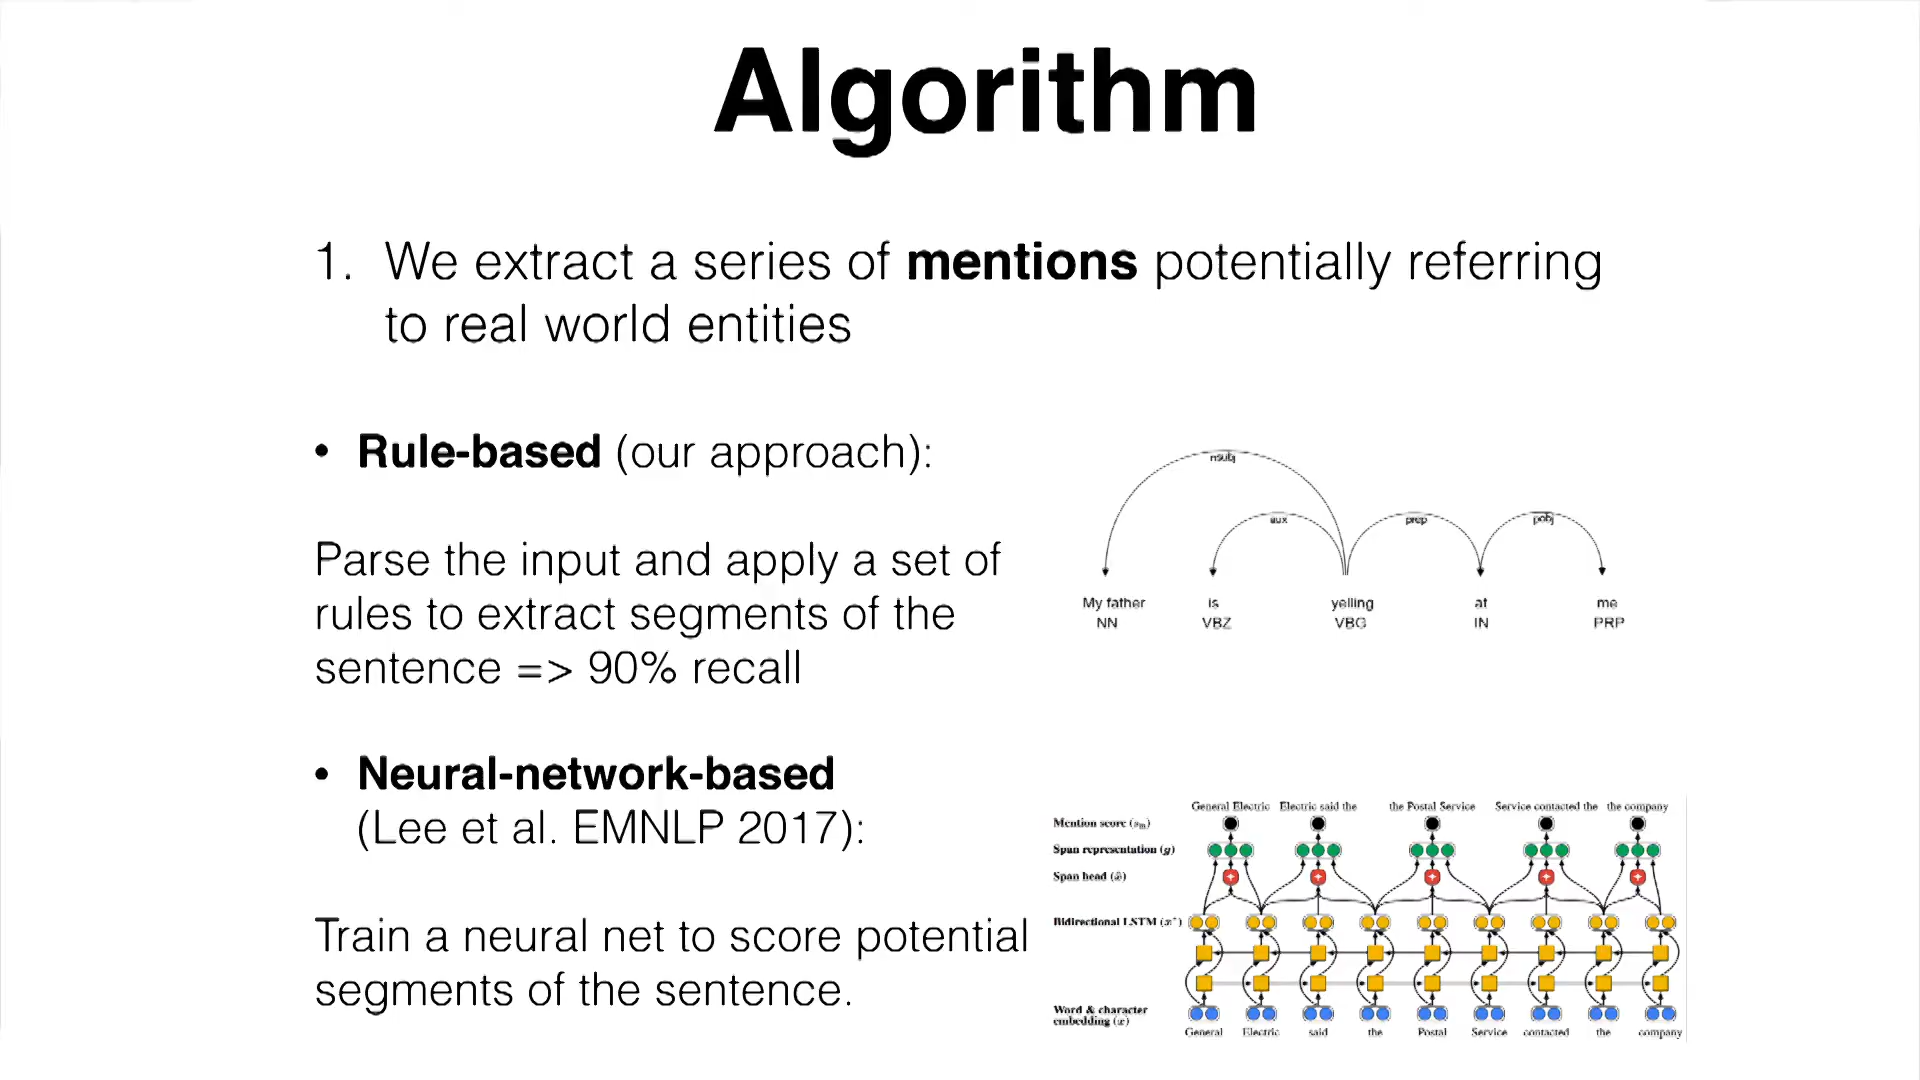 Algorithm
1. We extract a series of mentions potentially referring
to real world entities
• Rule-based (our approach):
Parse the input and apply a set of
rules to extract segments of the
sentence => 90% recall
nsubj
aux prep pobj
My father is yelling at me
NN VBZ VBG IN PRP
• Neural-network-based
(Lee et al. EMNLP 2017):
Train a neural net to score potential
segments of the sentence.
General Electric Electric said the the Postal Service Service contacted the the company
Mention score (sₘ)
Span representation (g)
Span head (x̂)
Bidirectional LSTM (x*)
Word & character
embedding (x)
General Electric said the Postal Service contacted the company